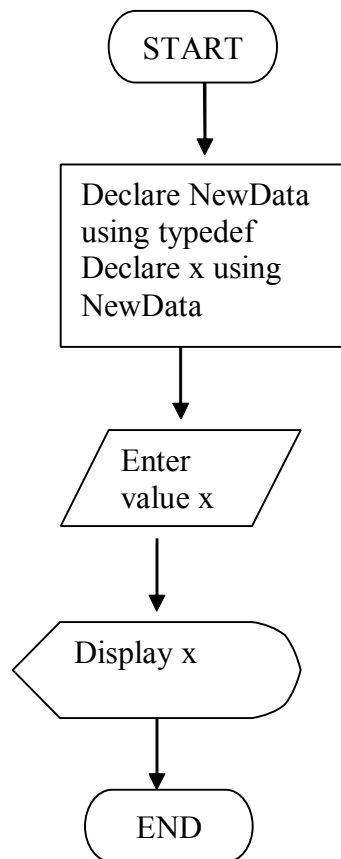 START
Declare NewData
using typedef
Declare x using
NewData
Enter
value x
Display x
END